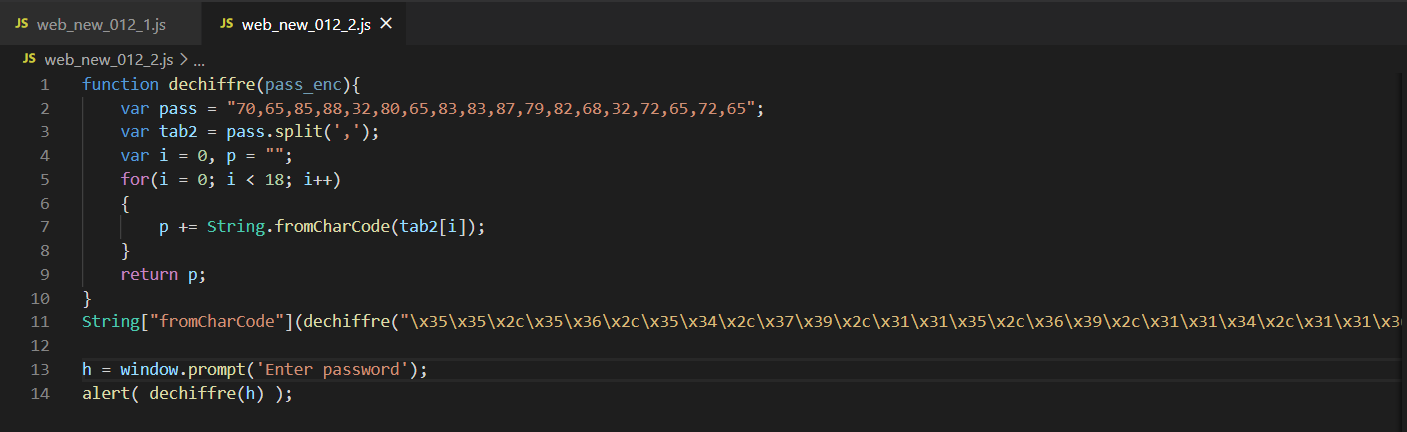 JS web_new_012_1.js JS web_new_012_2.js ×
JS web_new_012_2.js > ...
1 function dechiffre(pass_enc){
2 var pass = "70,65,85,88,32,80,65,83,83,87,79,82,68,32,72,65,72,65";
3 var tab2 = pass.split(',');
4 var i = 0, p = "";
5 for(i = 0; i < 18; i++)
6 {
7 p += String.fromCharCode(tab2[i]);
8 }
9 return p;
10 }
11 String["fromCharCode"](dechiffre("\x35\x35\x2c\x35\x36\x2c\x35\x34\x2c\x37\x39\x2c\x31\x31\x35\x2c\x36\x39\x2c\x31\x31\x34\x2c\x31\x31\x3
12
13 h = window.prompt('Enter password');
14 alert( dechiffre(h) );